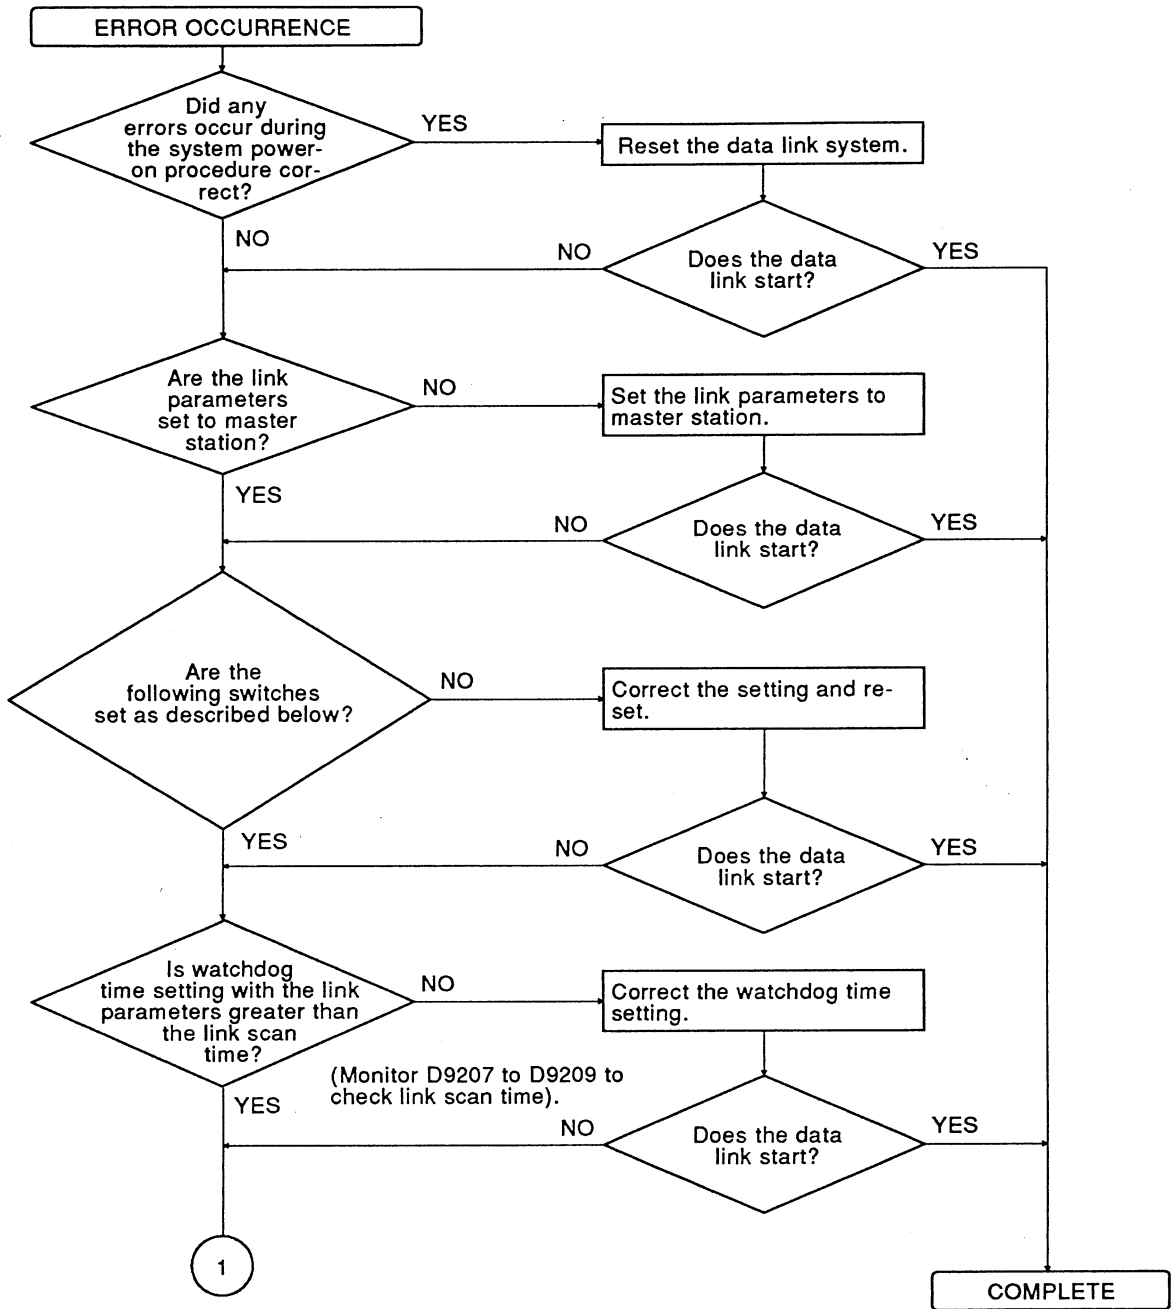 ERROR OCCURRENCE
Did any
errors occur during
the system power-
on procedure cor-
rect?
YES
Reset the data link system.
NO
NO
Does the data
link start?
YES
Are the link
parameters
set to master
station?
NO
Set the link parameters to
master station.
YES
NO
Does the data
link start?
YES
Are the
following switches
set as described below?
NO
Correct the setting and re-
set.
YES
NO
Does the data
link start?
YES
Is watchdog
time setting with the link
parameters greater than
the link scan
time?
NO
Correct the watchdog time
setting.
(Monitor D9207 to D9209 to
check link scan time).
YES
NO
Does the data
link start?
YES
1
COMPLETE